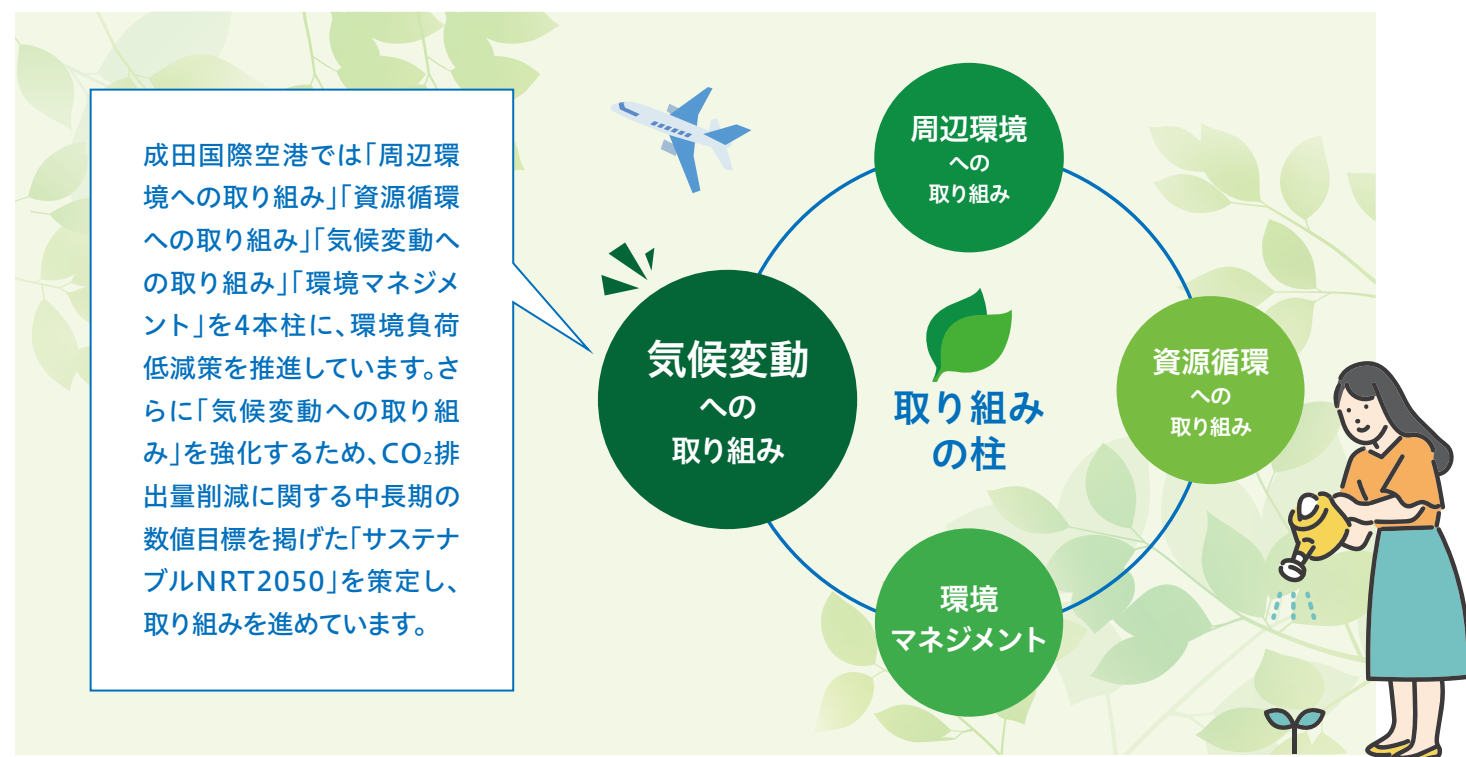 成田国際空港では「周辺環
境への取り組み」「資源循環
への取り組み」「気候変動へ
の取り組み」「環境マネジメ
ント」を4本柱に、環境負荷
低減策を推進しています。さ
らに「気候変動への取り組
み」を強化するため、CO₂排
出量削減に関する中長期の
数値目標を掲げた「サステナ
ブルNRT2050」を策定し、
取り組みを進めています。
周辺環境
への
取り組み
気候変動
への
取り組み
取り組み
の柱
資源循環
への
取り組み
環境
マネジメント